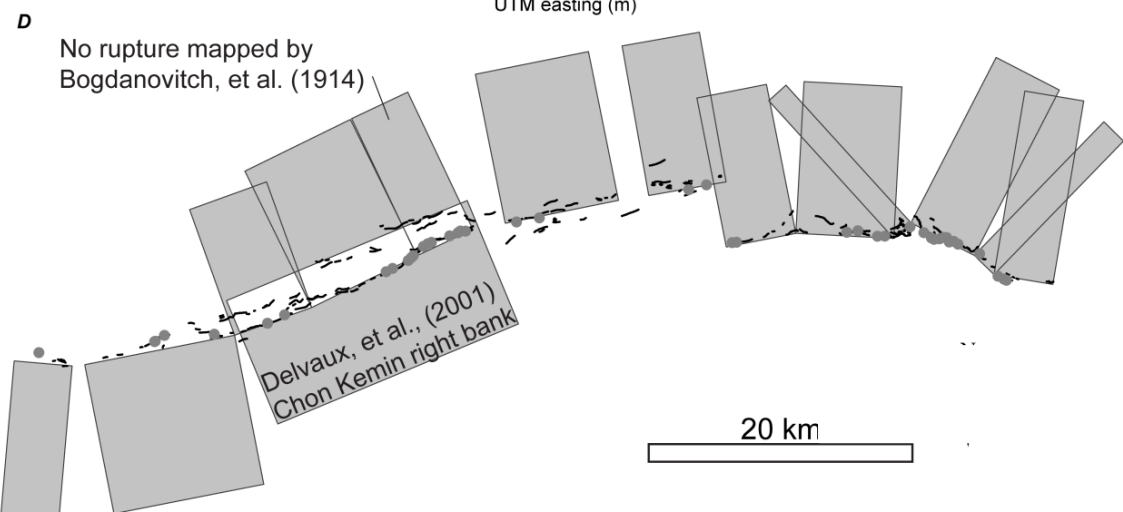 UTM easting (m)
D
No rupture mapped by
Bogdanovitch, et al. (1914)
Delvaux, et al., (2001)
Chon Kemin right bank
20 km